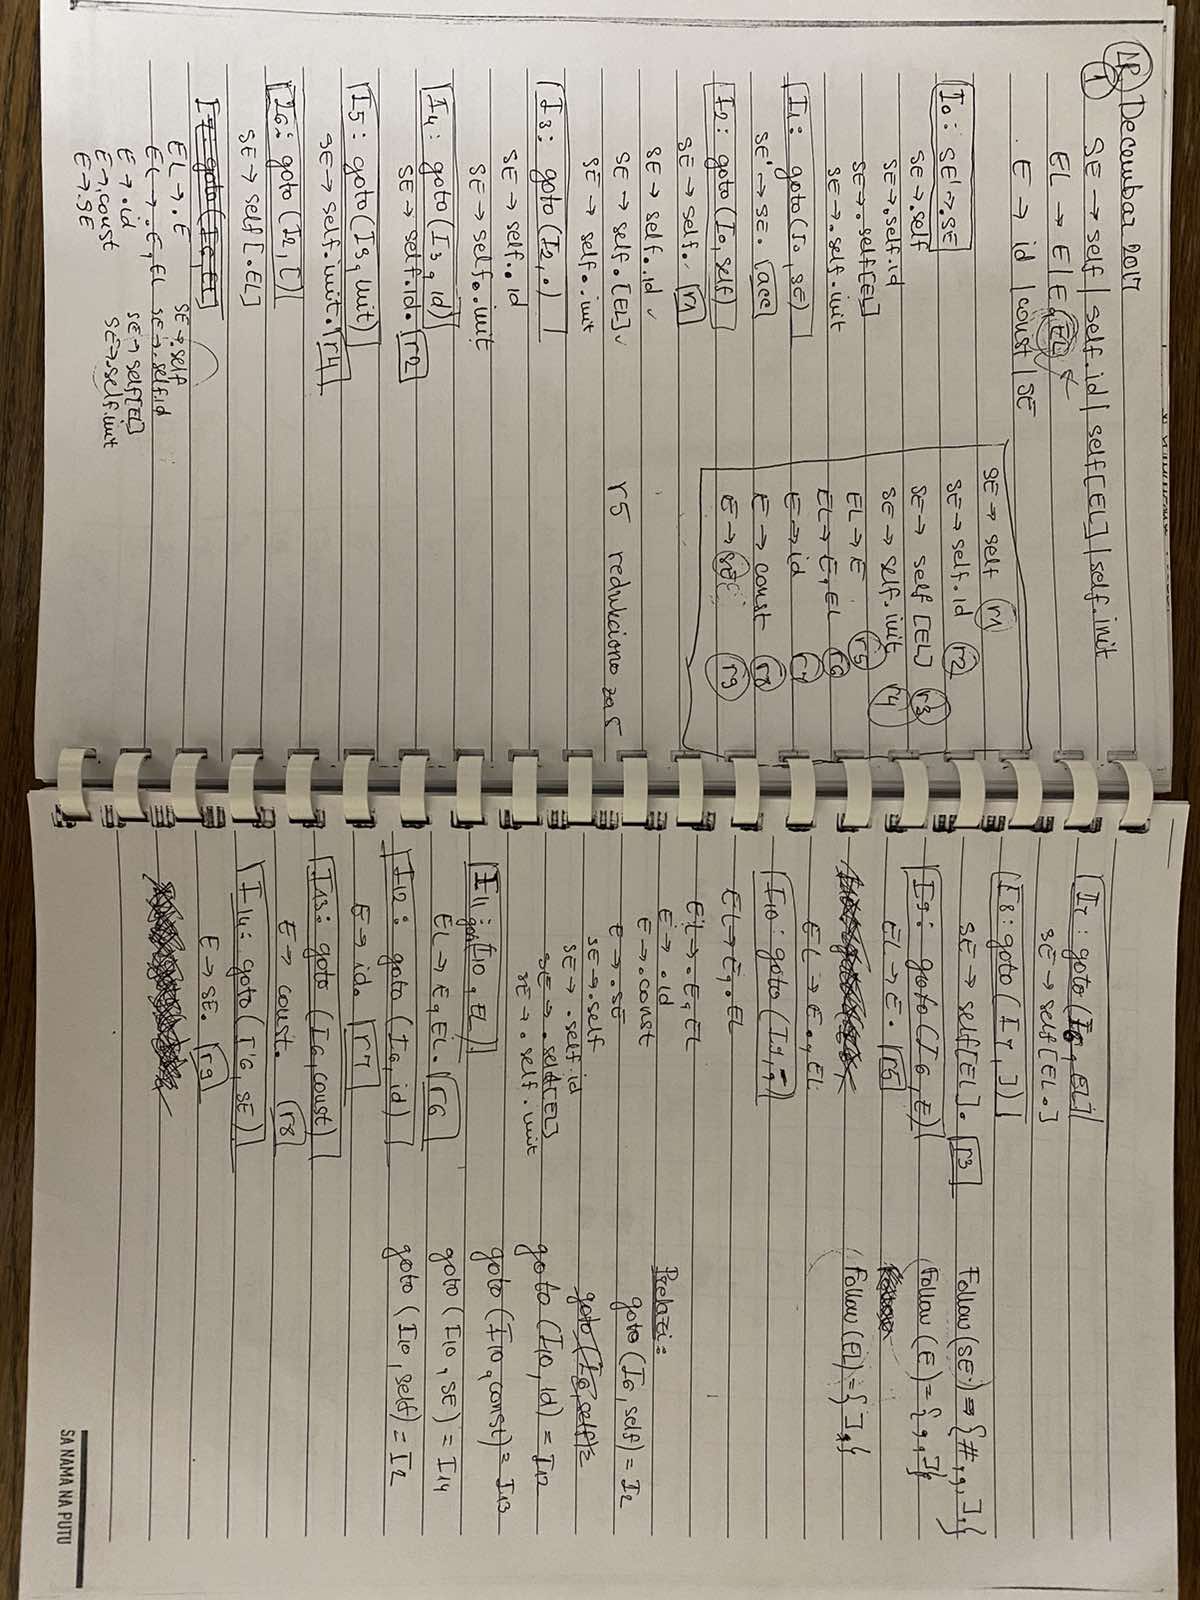 LR Decembar 2017
1 SE → self | self.id | self[EL] | self.init
EL → E | E, EL
E → id | const | SE
I0: SE' → .SE
SE → .self
SE → .self.id
SE → .self[EL]
SE → .self.init
I1: goto(I0, SE)
SE' → SE. acc
I2: goto(I0, self)
SE → self. r1
SE → self..id
SE → self.[EL]
SE → self..init
I3: goto(I2, .)
SE → self..id
SE → self..init
I4: goto(I3, id)
SE → self.id. r2
I5: goto(I3, init)
SE → self.init. r4
I6: goto(I2, [)
SE → self[.EL]
I7: goto(I6, EL)
EL → .E SE → .self
EL → .E, EL SE → .self.id
E → .id SE → self[EL]
E → .const SE → .self.init
E → .SE
SE → self r1
SE → self.id r2
SE → self[EL] r3
SE → self.init r4
EL → E r5
EL → E, EL r6
E → id r7
E → const r8
E → SE r9
r5 redukciono za 5
I7: goto(I6, EL)
SE → self[EL.]
I8: goto(I7, ])
SE → self[EL]. r3
I9: goto(I6, E)
EL → E. r5
EL → E., EL
I10: goto(I9, ,)
EL → E,.EL
EL → .E, EL
E → .id
E → .const
E → .SE
SE → .self
SE → .self.id
SE → .self[EL]
SE → .self.init
I11: goto(I10, EL)
EL → E, EL. r6
I12: goto(I6, id)
E → id. r7
I13: goto(I6, const)
E → const. r8
I14: goto(I6, SE)
E → SE. r9
Follow(SE) = {#, ,, ]}
Follow(E) = {,, ]}
Follow(EL) = {]}
Prelazi:
goto(I6, self) = I2
goto(I6, self) =
goto(I10, id) = I12
goto(I10, const) = I13
goto(I10, SE) = I14
goto(I10, self) = I2
SA NAMA NA PUTU